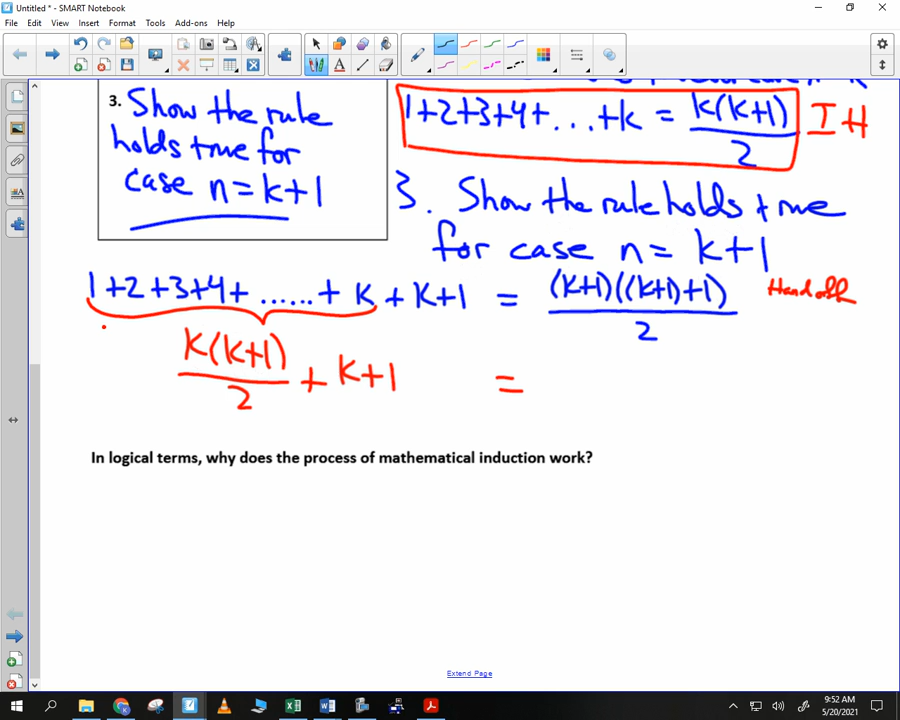 Untitled * - SMART Notebook
File Edit View Insert Format Tools Add-ons Help
3. Show the rule
holds true for
case n = k+1
1+2+3+4+ ... +k = k(k+1)/2 IH
3. Show the rule holds true
for case n = k+1
1+2+3+4+ ...... + k + k+1 = (k+1)((k+1)+1)/2
k(k+1)/2 + k+1 =
In logical terms, why does the process of mathematical induction work?
Extend Page
9:52 AM
5/20/2021